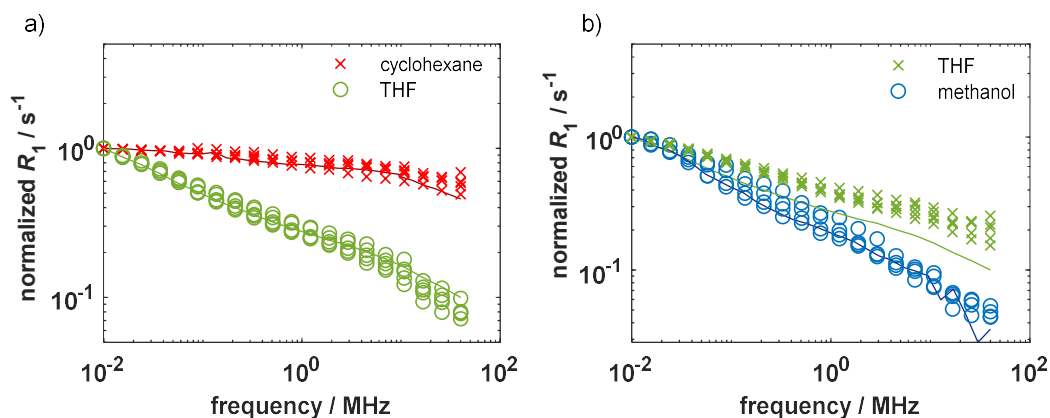 a)
cyclohexane
THF
normalized R₁ / s⁻¹
10⁰
10⁻¹
10⁻²
10⁰
10²
frequency / MHz
b)
THF
methanol
normalized R₁ / s⁻¹
10⁰
10⁻¹
10⁻²
10⁰
10²
frequency / MHz